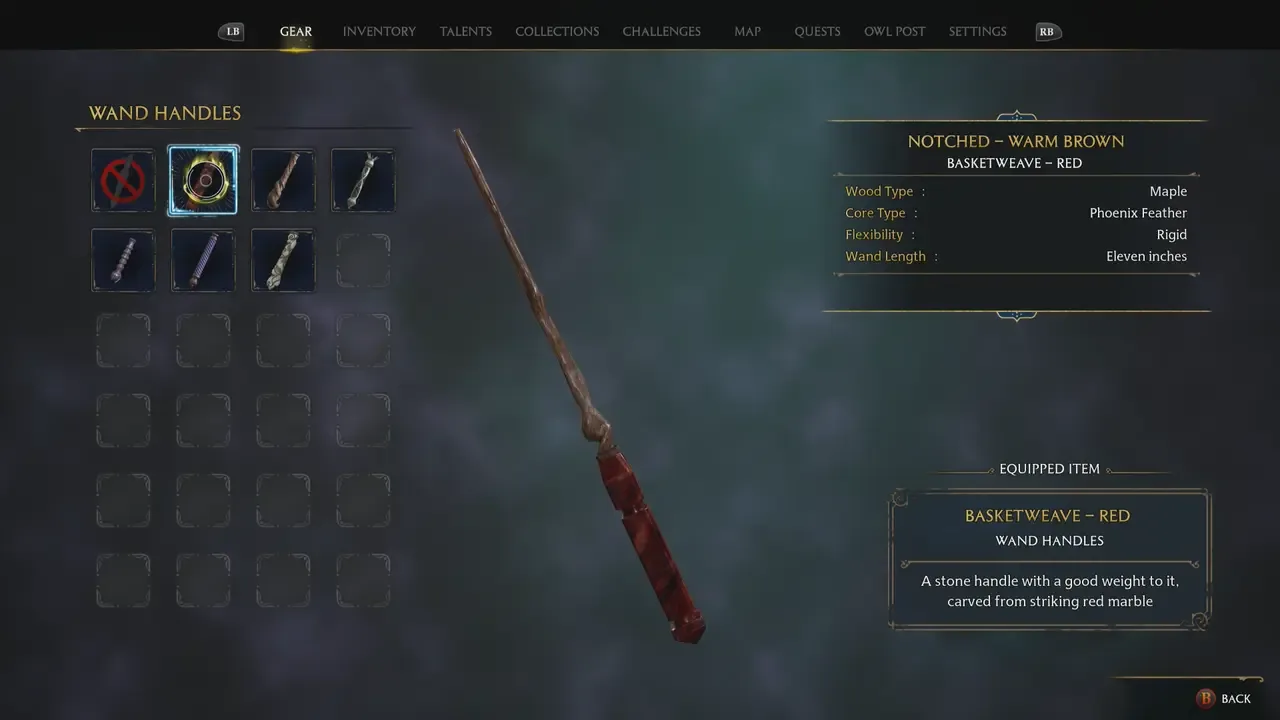 LB GEAR INVENTORY TALENTS COLLECTIONS CHALLENGES MAP QUESTS OWL POST SETTINGS RB
WAND HANDLES
NOTCHED – WARM BROWN
BASKETWEAVE – RED
Wood Type : Maple
Core Type : Phoenix Feather
Flexibility : Rigid
Wand Length : Eleven inches
EQUIPPED ITEM
BASKETWEAVE – RED
WAND HANDLES
A stone handle with a good weight to it,
carved from striking red marble
B BACK